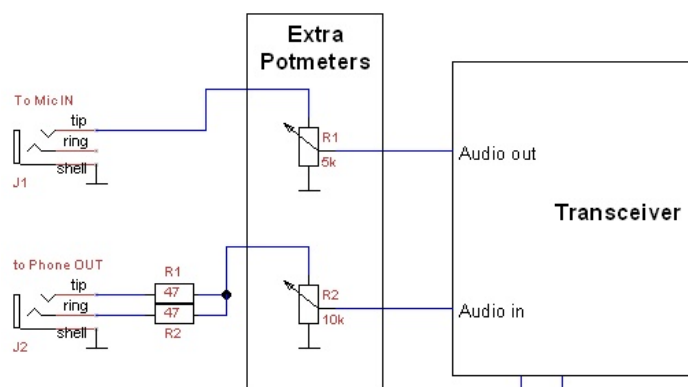 Extra
Potmeters
To Mic IN
tip
ring
shell
J1
R1
5k
Audio out
Transceiver
to Phone OUT
tip
ring
shell
J2
R1
47
47
R2
R2
10k
Audio in